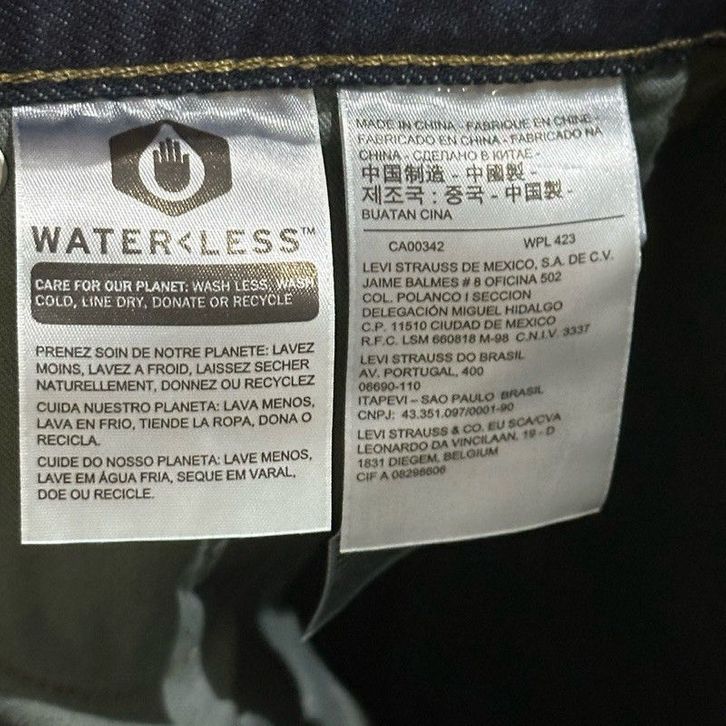 WATER<LESS™
CARE FOR OUR PLANET: WASH LESS, WASH
COLD, LINE DRY, DONATE OR RECYCLE
PRENEZ SOIN DE NOTRE PLANETE: LAVEZ
MOINS, LAVEZ A FROID, LAISSEZ SECHER
NATURELLEMENT, DONNEZ OU RECYCLEZ
CUIDA NUESTRO PLANETA: LAVA MENOS,
LAVA EN FRIO, TIENDE LA ROPA, DONA O
RECICLA.
CUIDE DO NOSSO PLANETA: LAVE MENOS,
LAVE EM ÁGUA FRIA, SEQUE EM VARAL,
DOE OU RECICLE.
MADE IN CHINA - FABRIQUE EN CHINE -
FABRICADO EN CHINA - FABRICADO NA
CHINA - СДЕЛАНО В КИТАЕ -
中国制造 - 中國製 -
제조국 : 중국 - 中国製 -
BUATAN CINA
CA00342 WPL 423
LEVI STRAUSS DE MEXICO, S.A. DE C.V.
JAIME BALMES # 8 OFICINA 502
COL. POLANCO I SECCION
DELEGACIÓN MIGUEL HIDALGO
C.P. 11510 CIUDAD DE MEXICO
R.F.C. LSM 660818 M-98 C.N.I.V. 3337
LEVI STRAUSS DO BRASIL
AV. PORTUGAL, 400
06690-110
ITAPEVI – SAO PAULO BRASIL
CNPJ: 43.351.097/0001-90
LEVI STRAUSS & CO. EU SCA/CVA
LEONARDO DA VINCILAAN, 19 - D
1831 DIEGEM, BELGIUM
CIF A 08298606